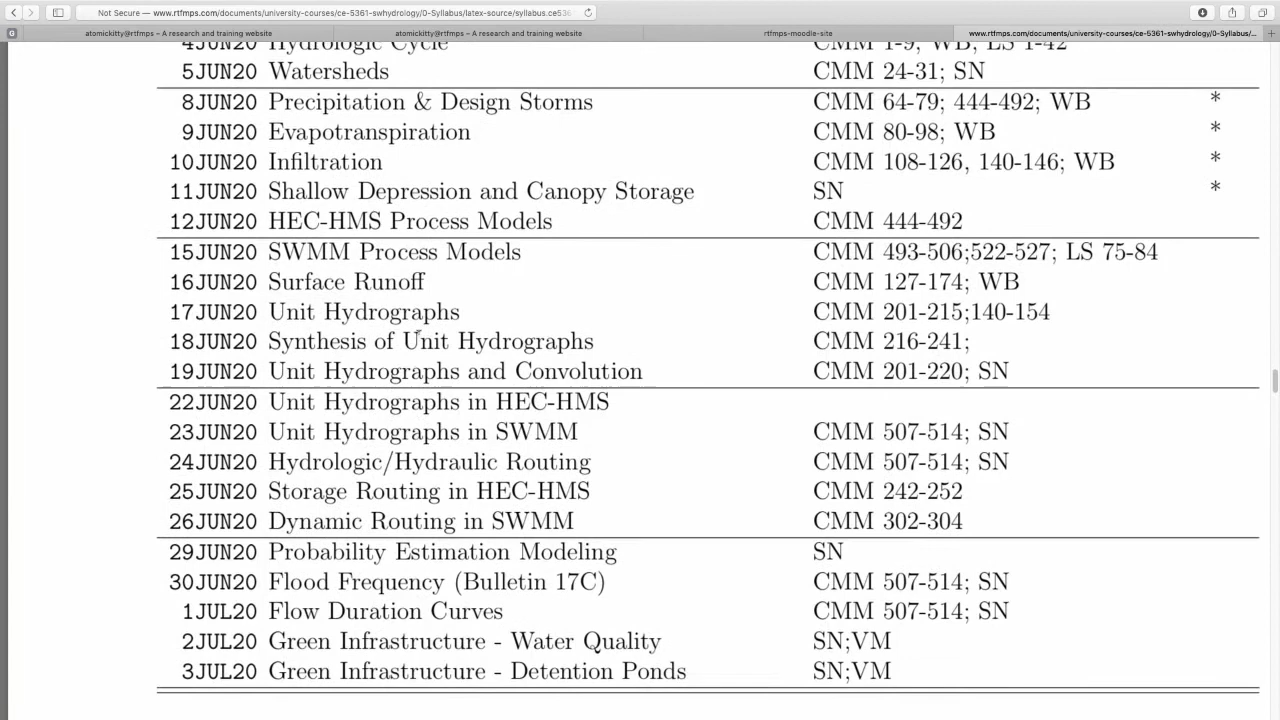 Not Secure — www.rtfmps.com/documents/university-courses/ce-5361-swhydrology/0-Syllabus/latex-source/syllabus.ce536
atomickitty@rtfmps – A research and training website
atomickitty@rtfmps – A research and training website
rtfmps-moodle-site
www.rtfmps.com/documents/university-courses/ce-5361-swhydrology/0-Syllabus/...
G
4JUN20 Hydrologic Cycle CMM 1-9, WB, LS 1-42
5JUN20 Watersheds CMM 24-31; SN
8JUN20 Precipitation & Design Storms CMM 64-79; 444-492; WB *
9JUN20 Evapotranspiration CMM 80-98; WB *
10JUN20 Infiltration CMM 108-126, 140-146; WB *
11JUN20 Shallow Depression and Canopy Storage SN *
12JUN20 HEC-HMS Process Models CMM 444-492
15JUN20 SWMM Process Models CMM 493-506;522-527; LS 75-84
16JUN20 Surface Runoff CMM 127-174; WB
17JUN20 Unit Hydrographs CMM 201-215;140-154
18JUN20 Synthesis of Unit Hydrographs CMM 216-241;
19JUN20 Unit Hydrographs and Convolution CMM 201-220; SN
22JUN20 Unit Hydrographs in HEC-HMS
23JUN20 Unit Hydrographs in SWMM CMM 507-514; SN
24JUN20 Hydrologic/Hydraulic Routing CMM 507-514; SN
25JUN20 Storage Routing in HEC-HMS CMM 242-252
26JUN20 Dynamic Routing in SWMM CMM 302-304
29JUN20 Probability Estimation Modeling SN
30JUN20 Flood Frequency (Bulletin 17C) CMM 507-514; SN
1JUL20 Flow Duration Curves CMM 507-514; SN
2JUL20 Green Infrastructure - Water Quality SN;VM
3JUL20 Green Infrastructure - Detention Ponds SN;VM